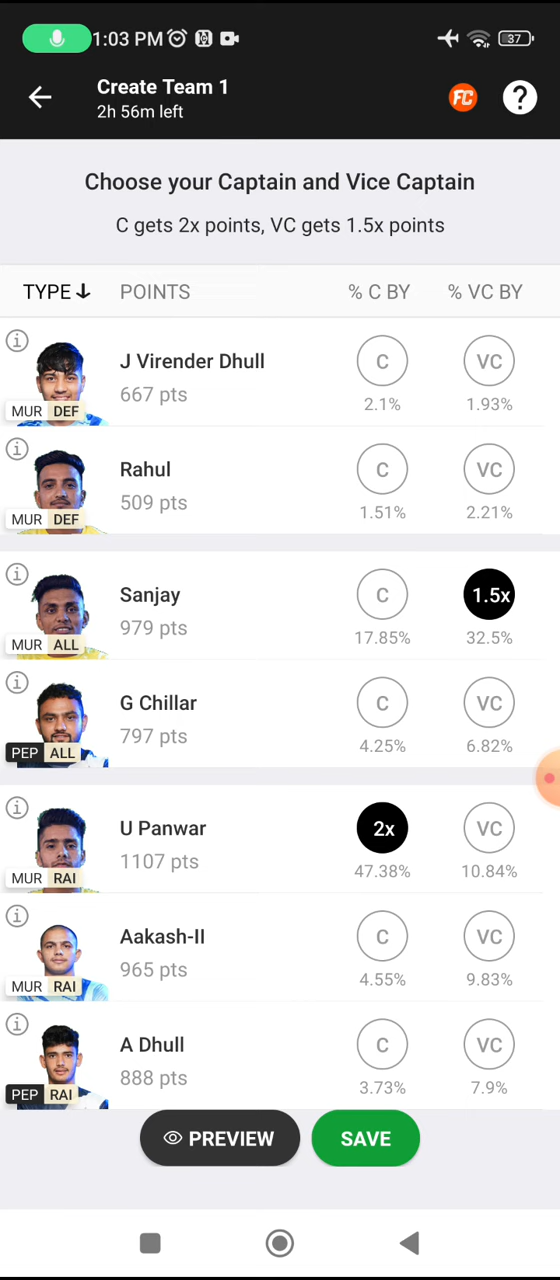 1:03 PM
37
Create Team 1
2h 56m left
FC
?
Choose your Captain and Vice Captain
C gets 2x points, VC gets 1.5x points
TYPE POINTS % C BY % VC BY
J Virender Dhull C VC
667 pts
MUR DEF 2.1% 1.93%
Rahul C VC
509 pts
MUR DEF 1.51% 2.21%
Sanjay C 1.5x
979 pts
MUR ALL 17.85% 32.5%
G Chillar C VC
797 pts
PEP ALL 4.25% 6.82%
U Panwar 2x VC
1107 pts
MUR RAI 47.38% 10.84%
Aakash-II C VC
965 pts
MUR RAI 4.55% 9.83%
A Dhull C VC
888 pts
PEP RAI 3.73% 7.9%
PREVIEW SAVE